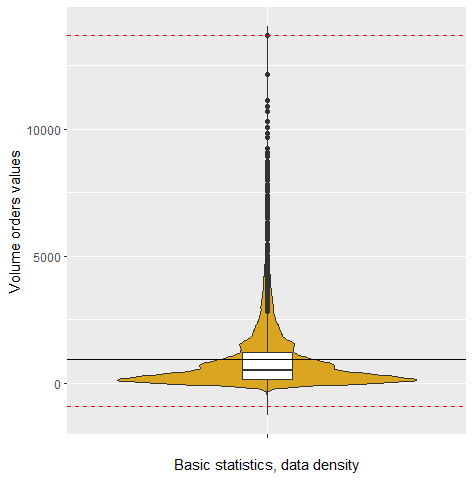 Volume orders values
10000
5000
0
Basic statistics, data density